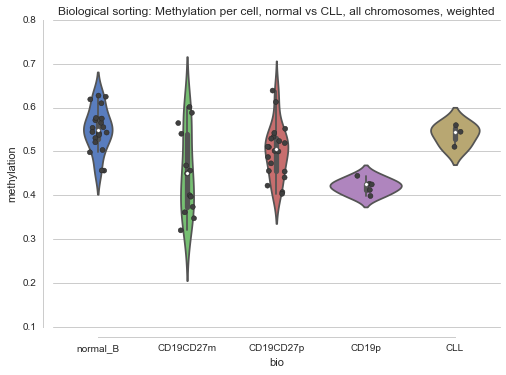 Biological sorting: Methylation per cell, normal vs CLL, all chromosomes, weighted
0.8
0.7
0.6
0.5
0.4
0.3
0.2
0.1
methylation
normal_B CD19CD27m CD19CD27p CD19p CLL
bio